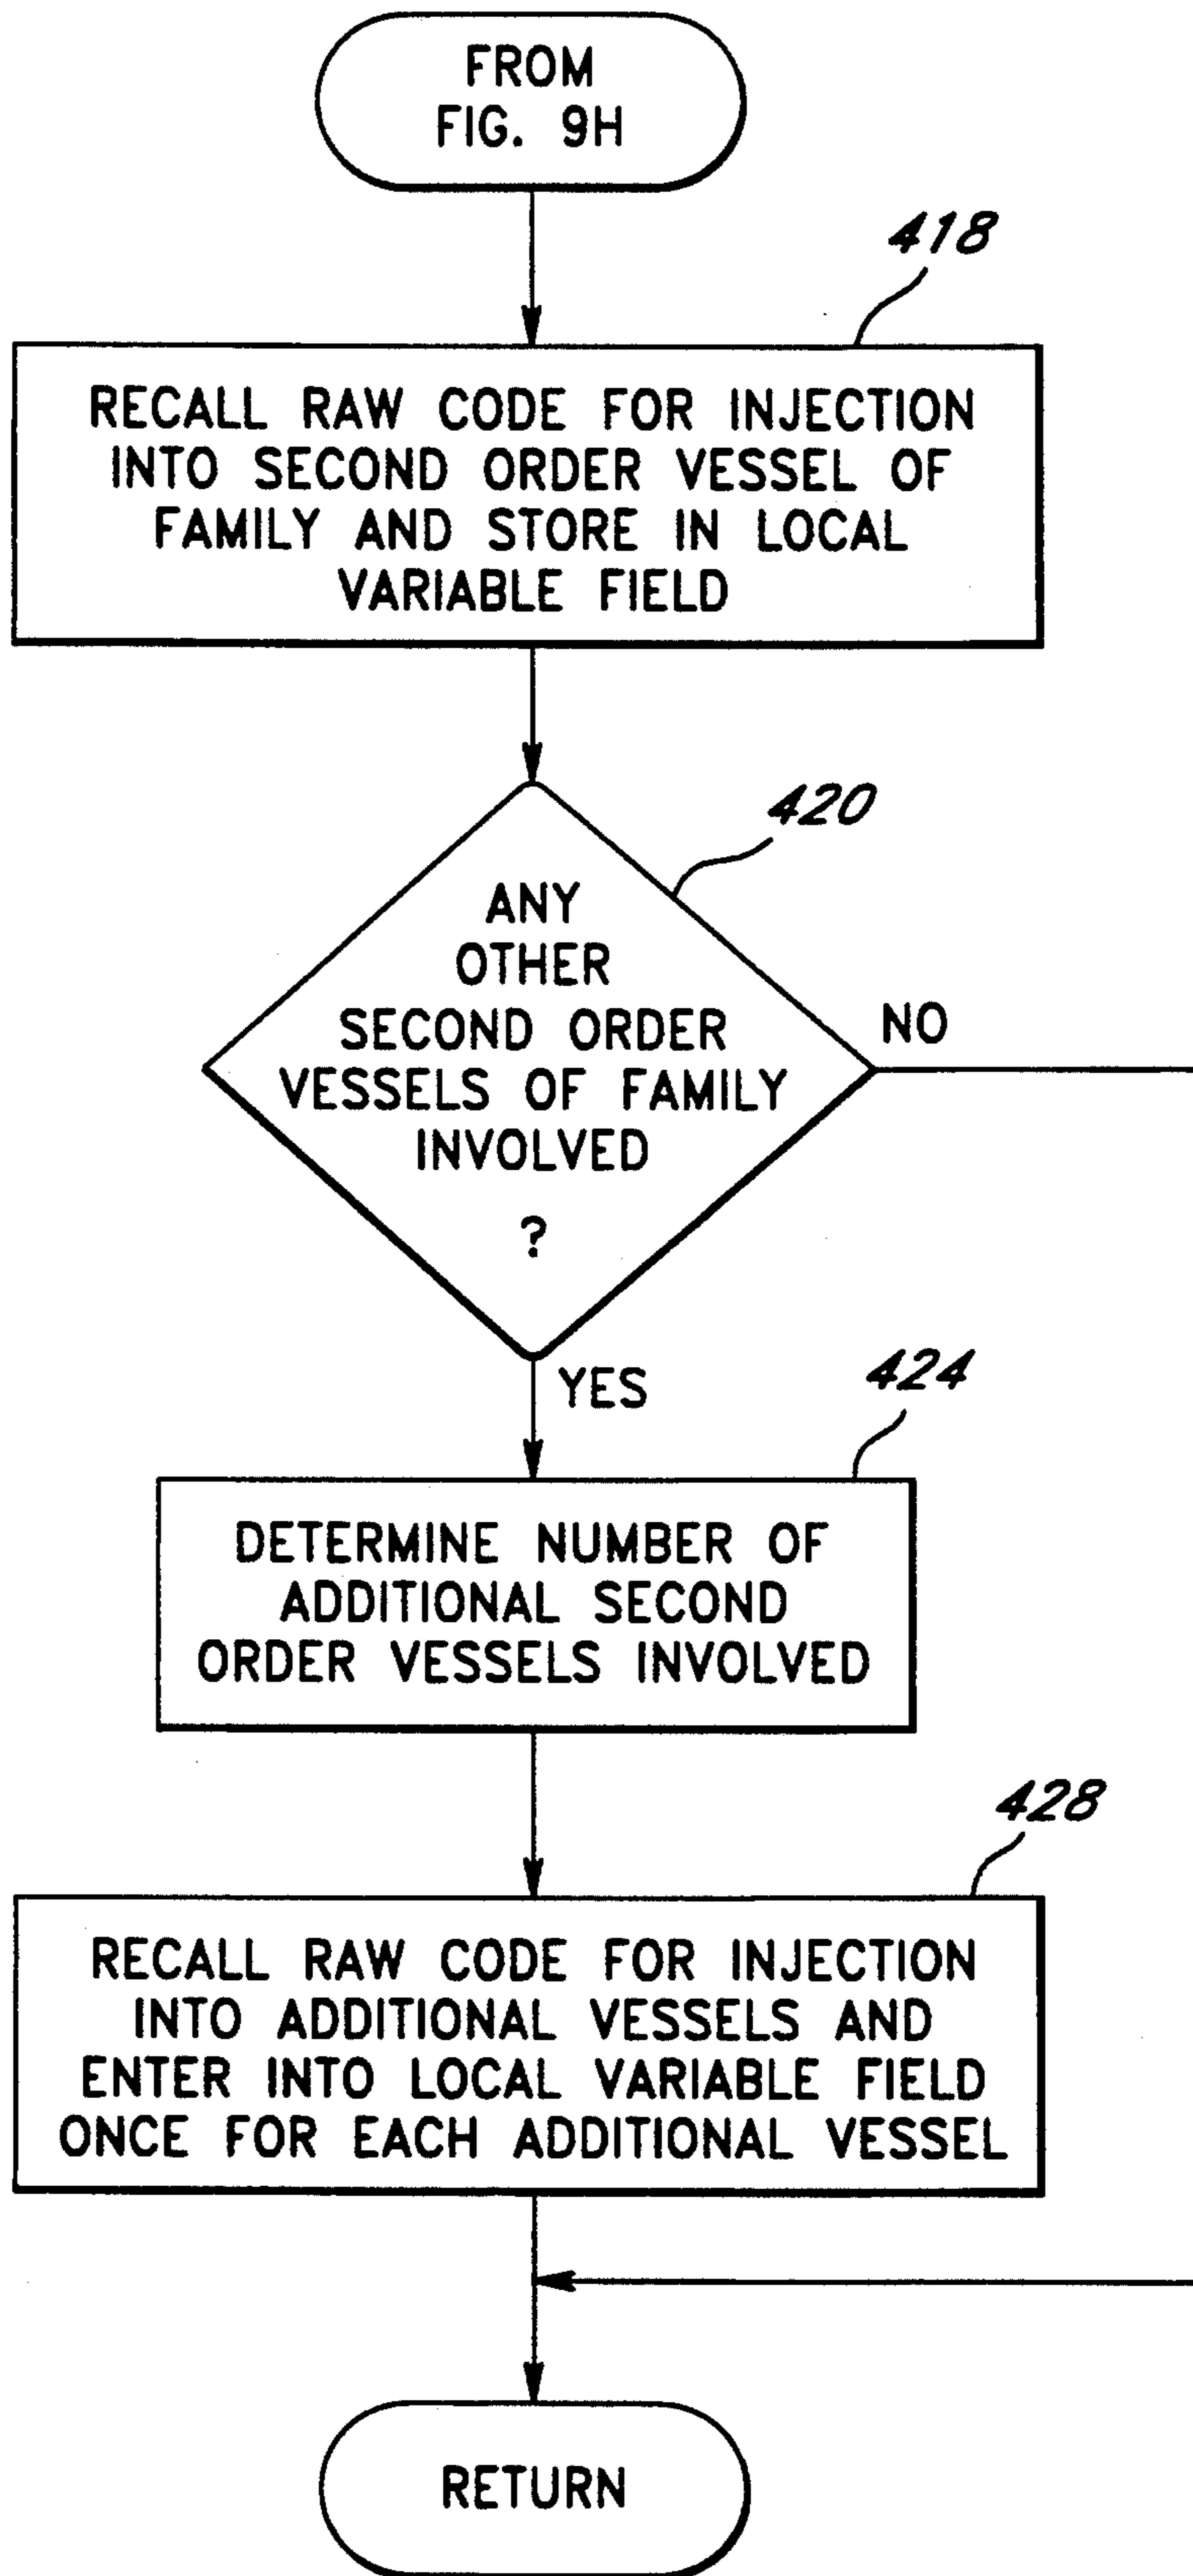 FROM
FIG. 9H
418
RECALL RAW CODE FOR INJECTION
INTO SECOND ORDER VESSEL OF
FAMILY AND STORE IN LOCAL
VARIABLE FIELD
420
ANY
OTHER
SECOND ORDER
VESSELS OF FAMILY
INVOLVED
?
NO
YES
424
DETERMINE NUMBER OF
ADDITIONAL SECOND
ORDER VESSELS INVOLVED
428
RECALL RAW CODE FOR INJECTION
INTO ADDITIONAL VESSELS AND
ENTER INTO LOCAL VARIABLE FIELD
ONCE FOR EACH ADDITIONAL VESSEL
RETURN